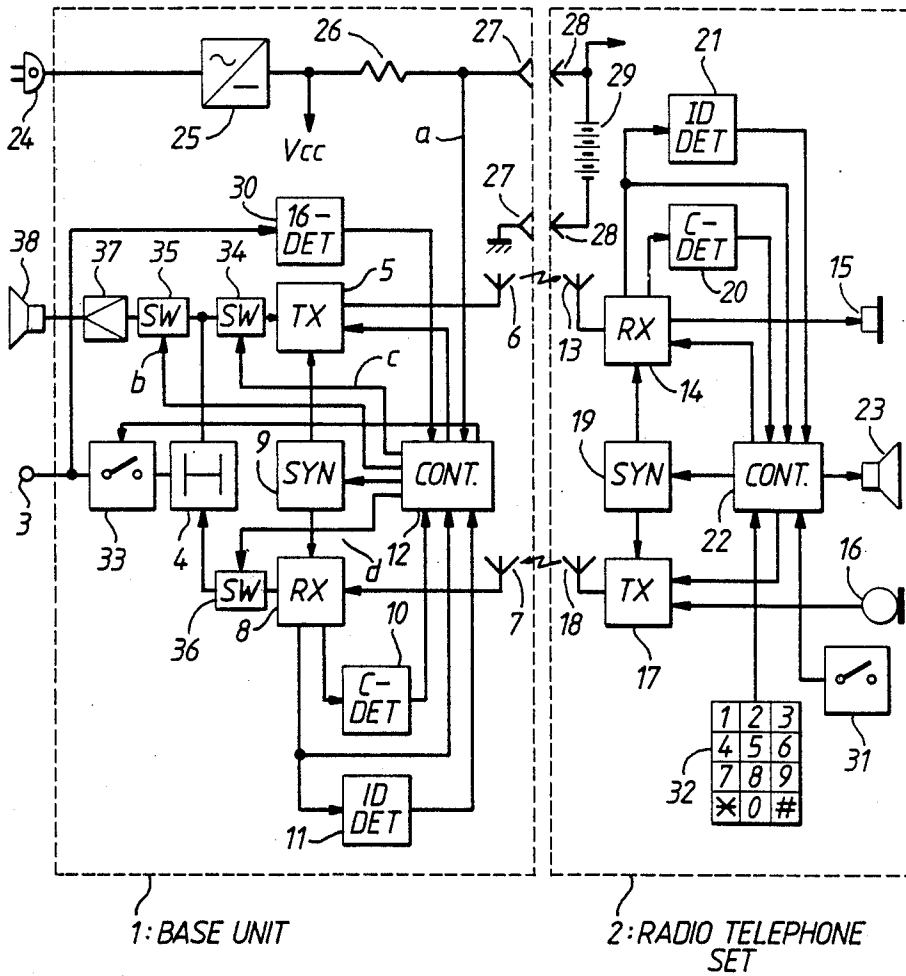 26
27
28
21
29
ID
DET
24
25
Vcc
a
30
16-
DET
27
28
C-
DET
20
38
37
35
34
5
SW
SW
TX
6
13
RX
15
b
c
14
9
19
23
3
33
4
SYN
CONT.
SYN
CONT.
12
22
16
d
SW
RX
7
18
TX
36
8
10
17
C-
DET
31
1 2 3
4 5 6
7 8 9
* 0 #
32
ID
DET
11
1: BASE UNIT
2: RADIO TELEPHONE
SET